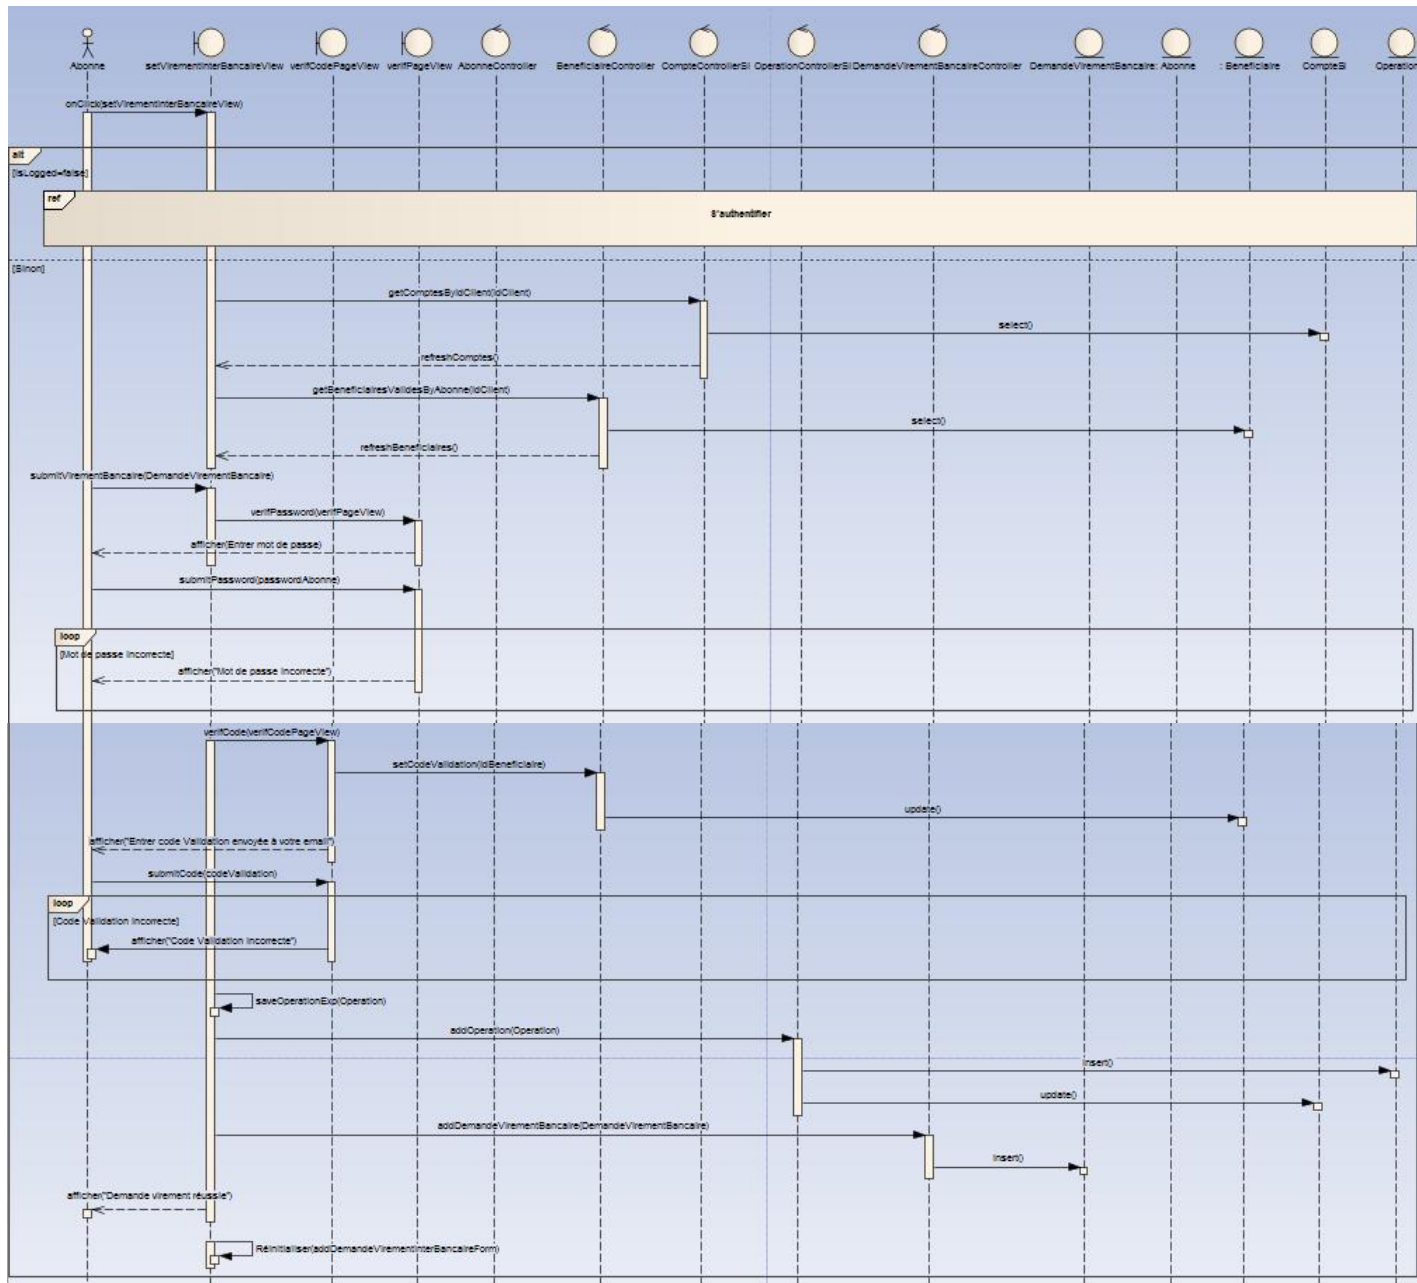 Abonne
setVirementInterBancaireView
verifCodePageView
verifPageView
AbonneController
BeneficiaireController
CompteControllerSI
OperationControllerSI
DemandeVirementBancaireController
DemandeVirementBancaire
: Abonne
: Beneficiaire
CompteSi
Operation
onClick(setVirementInterBancaireView)
alt
[isLogged=false]
ref
S'authentifier
[Sinon]
getComptesByIdClient(idClient)
select()
refreshComptes()
getBeneficiairesValidesByAbonne(idClient)
select()
refreshBeneficiaires()
submitVirementBancaire(DemandeVirementBancaire)
verifPassword(verifPageView)
afficher(Entrer mot de passe)
submitPassword(passwordAbonne)
loop
[Mot de passe incorrecte]
afficher("Mot de passe incorrecte")
verifCode(verifCodePageView)
setCodeValidation(idBeneficiaire)
update()
afficher("Entrer code Validation envoyée à votre email")
submitCode(codeValidation)
loop
[Code Validation incorrecte]
afficher("Code Validation incorrecte")
saveOperationExp(Operation)
addOperation(Operation)
insert()
update()
addDemandeVirementBancaire(DemandeVirementBancaire)
insert()
afficher("Demande virement réussie")
Réinitialiser(addDemandeVirementInterBancaireForm)